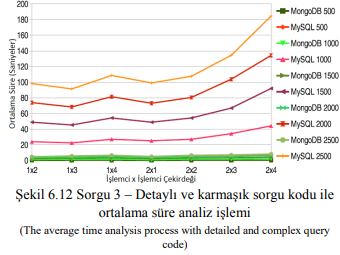 200
180
160
140
120
100
80
60
40
20
0
Ortalama Süre (Saniyeler)
1x2 1x3 1x4 2x1 2x2 2x3 2x4
İşlemci x İşlemci Çekirdeği
MongoDB 500
MySQL 500
MongoDB 1000
MySQL 1000
MongoDB 1500
MySQL 1500
MongoDB 2000
MySQL 2000
MongoDB 2500
MySQL 2500
Şekil 6.12 Sorgu 3 – Detaylı ve karmaşık sorgu kodu ile
ortalama süre analiz işlemi
(The average time analysis process with detailed and complex query
code)